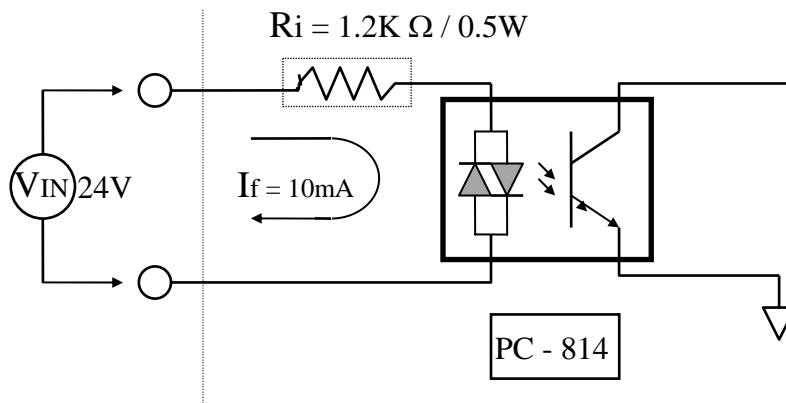 Ri = 1.2K Ω / 0.5W
VIN 24V
If = 10mA
PC - 814